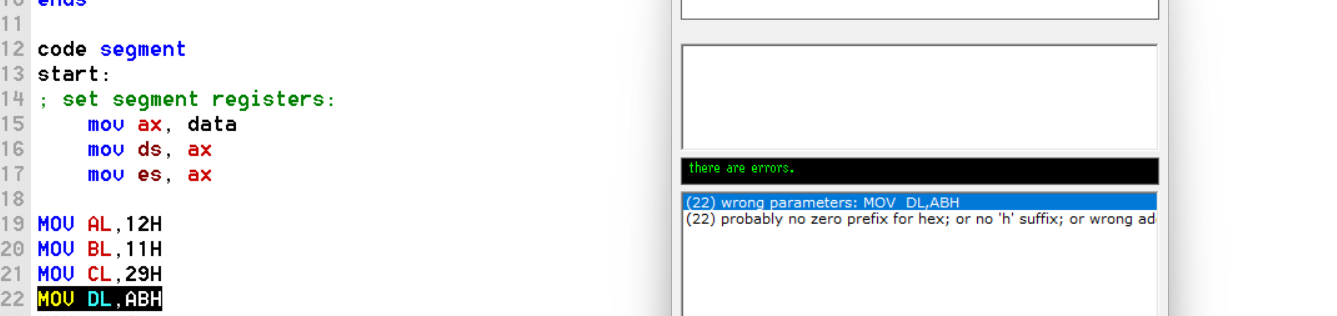 10 ends
11
12 code segment
13 start:
14 ; set segment registers:
15 mov ax, data
16 mov ds, ax
17 mov es, ax
18
19 MOV AL,12H
20 MOV BL,11H
21 MOV CL,29H
22 MOV DL,ABH
there are errors.
(22) wrong parameters: MOV DL,ABH
(22) probably no zero prefix for hex; or no 'h' suffix; or wrong ad